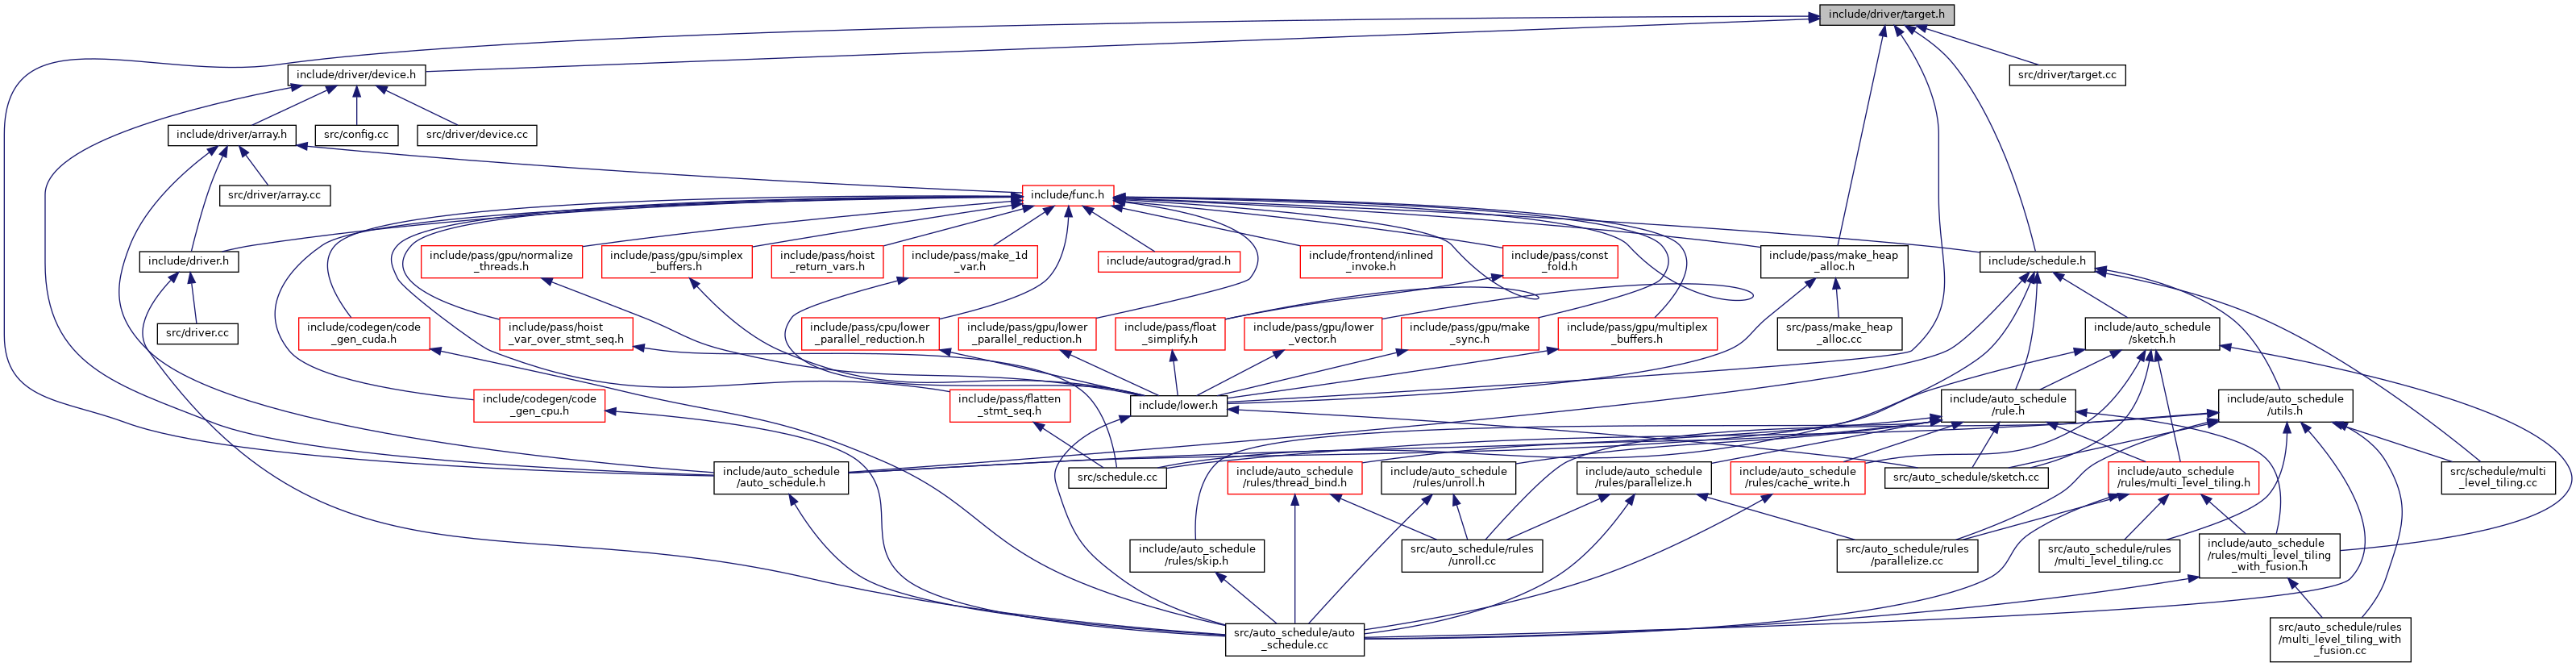 include/driver/target.h
include/driver/device.h
src/driver/target.cc
include/driver/array.h
src/config.cc
src/driver/device.cc
src/driver/array.cc
include/func.h
include/driver.h
include/pass/gpu/normalize
_threads.h
include/pass/gpu/simplex
_buffers.h
include/pass/hoist
_return_vars.h
include/pass/make_1d
_var.h
include/autograd/grad.h
include/frontend/inlined
_invoke.h
include/pass/const
_fold.h
include/pass/make_heap
_alloc.h
include/schedule.h
src/driver.cc
include/codegen/code
_gen_cuda.h
include/pass/hoist
_var_over_stmt_seq.h
include/pass/cpu/lower
_parallel_reduction.h
include/pass/gpu/lower
_parallel_reduction.h
include/pass/float
_simplify.h
include/pass/gpu/lower
_vector.h
include/pass/gpu/make
_sync.h
include/pass/gpu/multiplex
_buffers.h
src/pass/make_heap
_alloc.cc
include/auto_schedule
/sketch.h
include/codegen/code
_gen_cpu.h
include/pass/flatten
_stmt_seq.h
include/lower.h
include/auto_schedule
/rule.h
include/auto_schedule
/utils.h
include/auto_schedule
/auto_schedule.h
src/schedule.cc
include/auto_schedule
/rules/thread_bind.h
include/auto_schedule
/rules/unroll.h
include/auto_schedule
/rules/parallelize.h
include/auto_schedule
/rules/cache_write.h
src/auto_schedule/sketch.cc
include/auto_schedule
/rules/multi_level_tiling.h
src/schedule/multi
_level_tiling.cc
include/auto_schedule
/rules/skip.h
src/auto_schedule/rules
/unroll.cc
src/auto_schedule/rules
/parallelize.cc
src/auto_schedule/rules
/multi_level_tiling.cc
include/auto_schedule
/rules/multi_level_tiling
_with_fusion.h
src/auto_schedule/auto
_schedule.cc
src/auto_schedule/rules
/multi_level_tiling_with
_fusion.cc